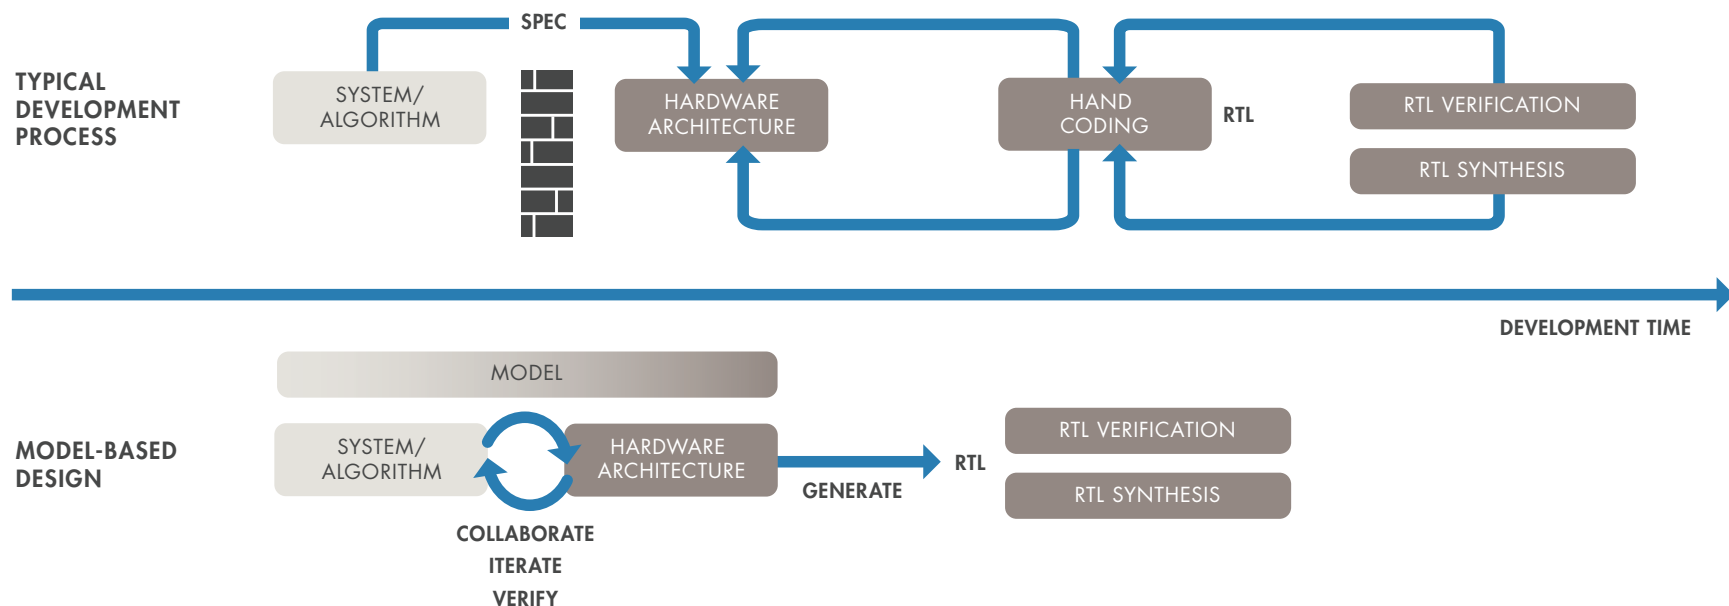 SPEC
TYPICAL
DEVELOPMENT
PROCESS
SYSTEM/
ALGORITHM
HARDWARE
ARCHITECTURE
HAND
CODING
RTL
RTL VERIFICATION
RTL SYNTHESIS
DEVELOPMENT TIME
MODEL
MODEL-BASED
DESIGN
SYSTEM/
ALGORITHM
HARDWARE
ARCHITECTURE
GENERATE
RTL
RTL VERIFICATION
RTL SYNTHESIS
COLLABORATE
ITERATE
VERIFY